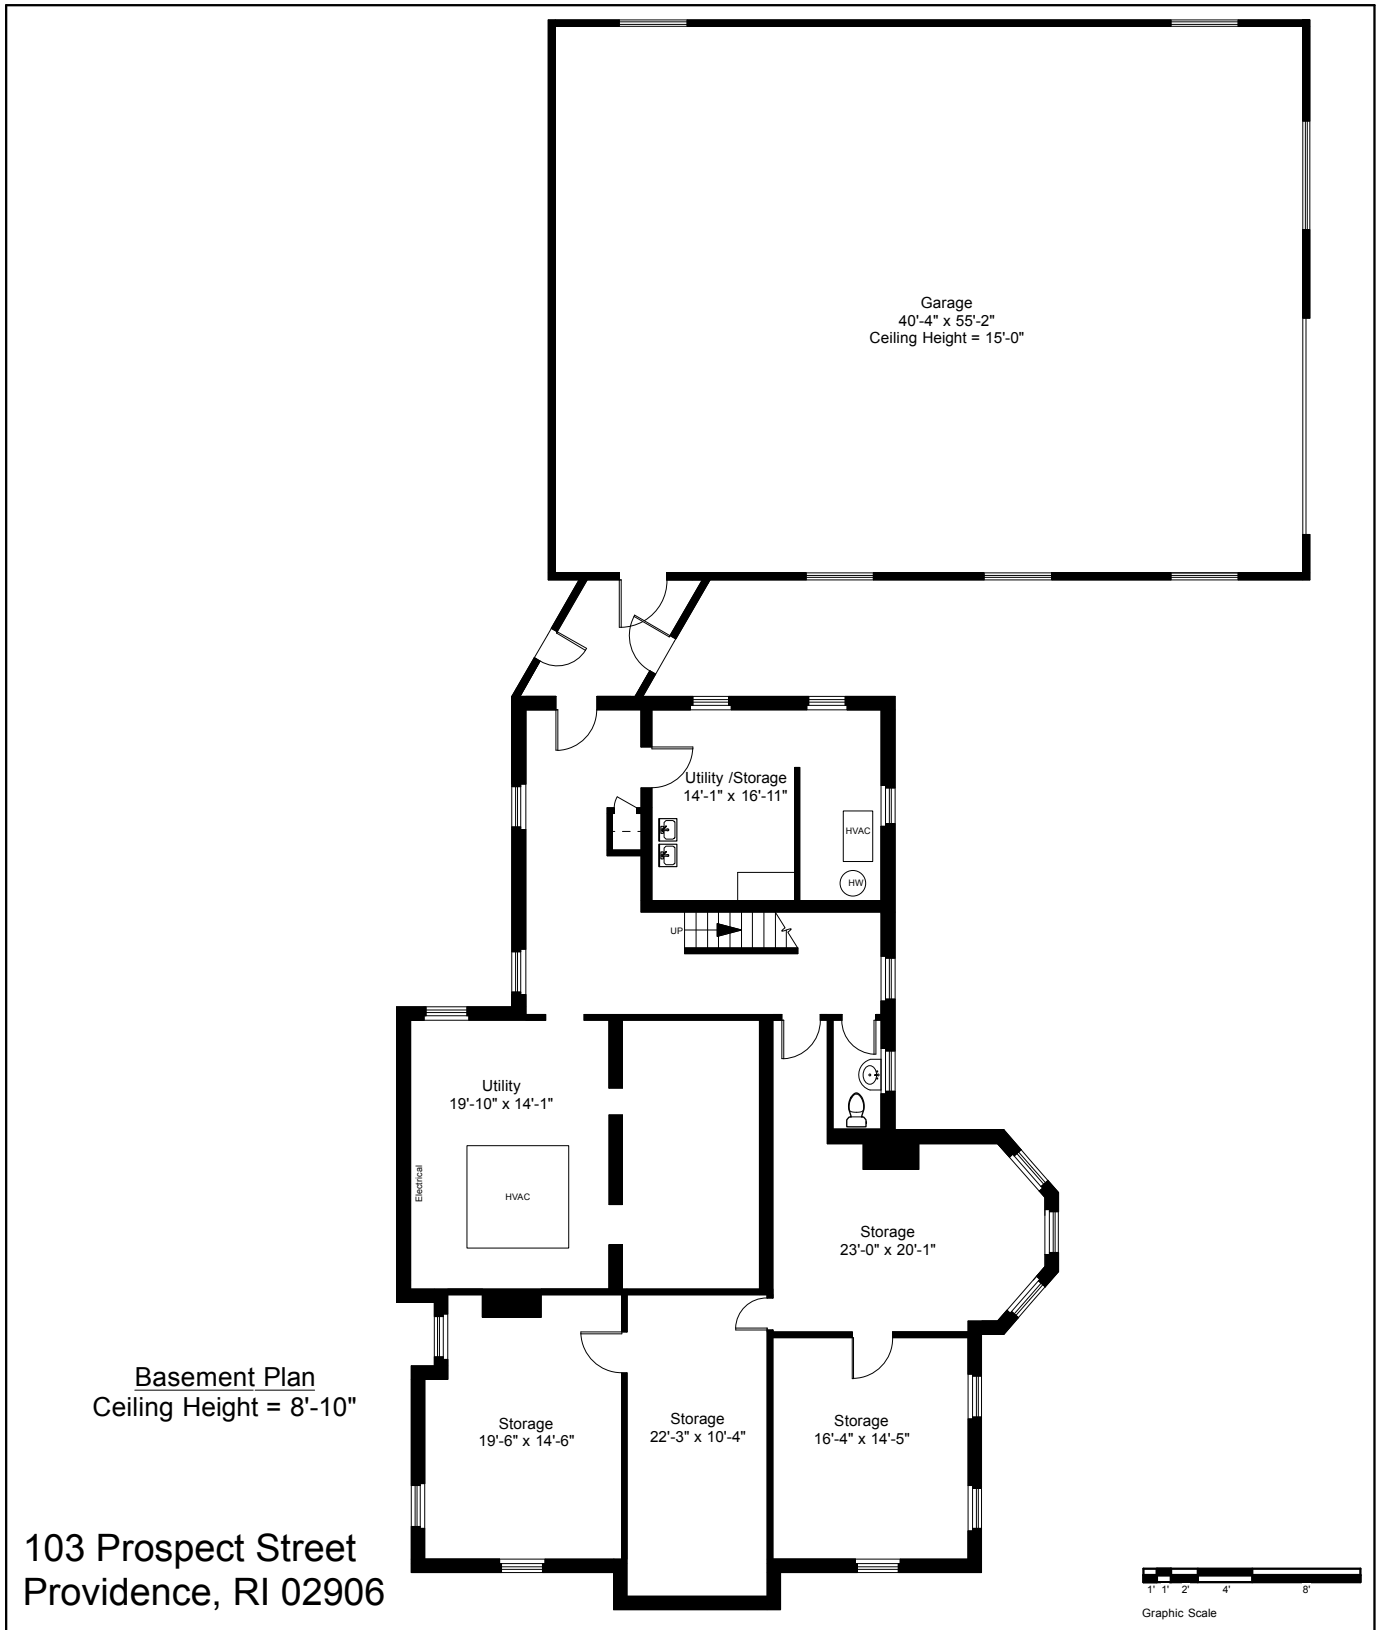 Garage
40'-4" x 55'-2"
Ceiling Height = 15'-0"
Utility /Storage
14'-1" x 16'-11"
HVAC
HW
UP
Utility
19'-10" x 14'-1"
Electrical
HVAC
Storage
23'-0" x 20'-1"
Storage
19'-6" x 14'-6"
Storage
22'-3" x 10'-4"
Storage
16'-4" x 14'-5"
Basement Plan
Ceiling Height = 8'-10"
103 Prospect Street
Providence, RI 02906
1' 1' 2' 4' 8'
Graphic Scale